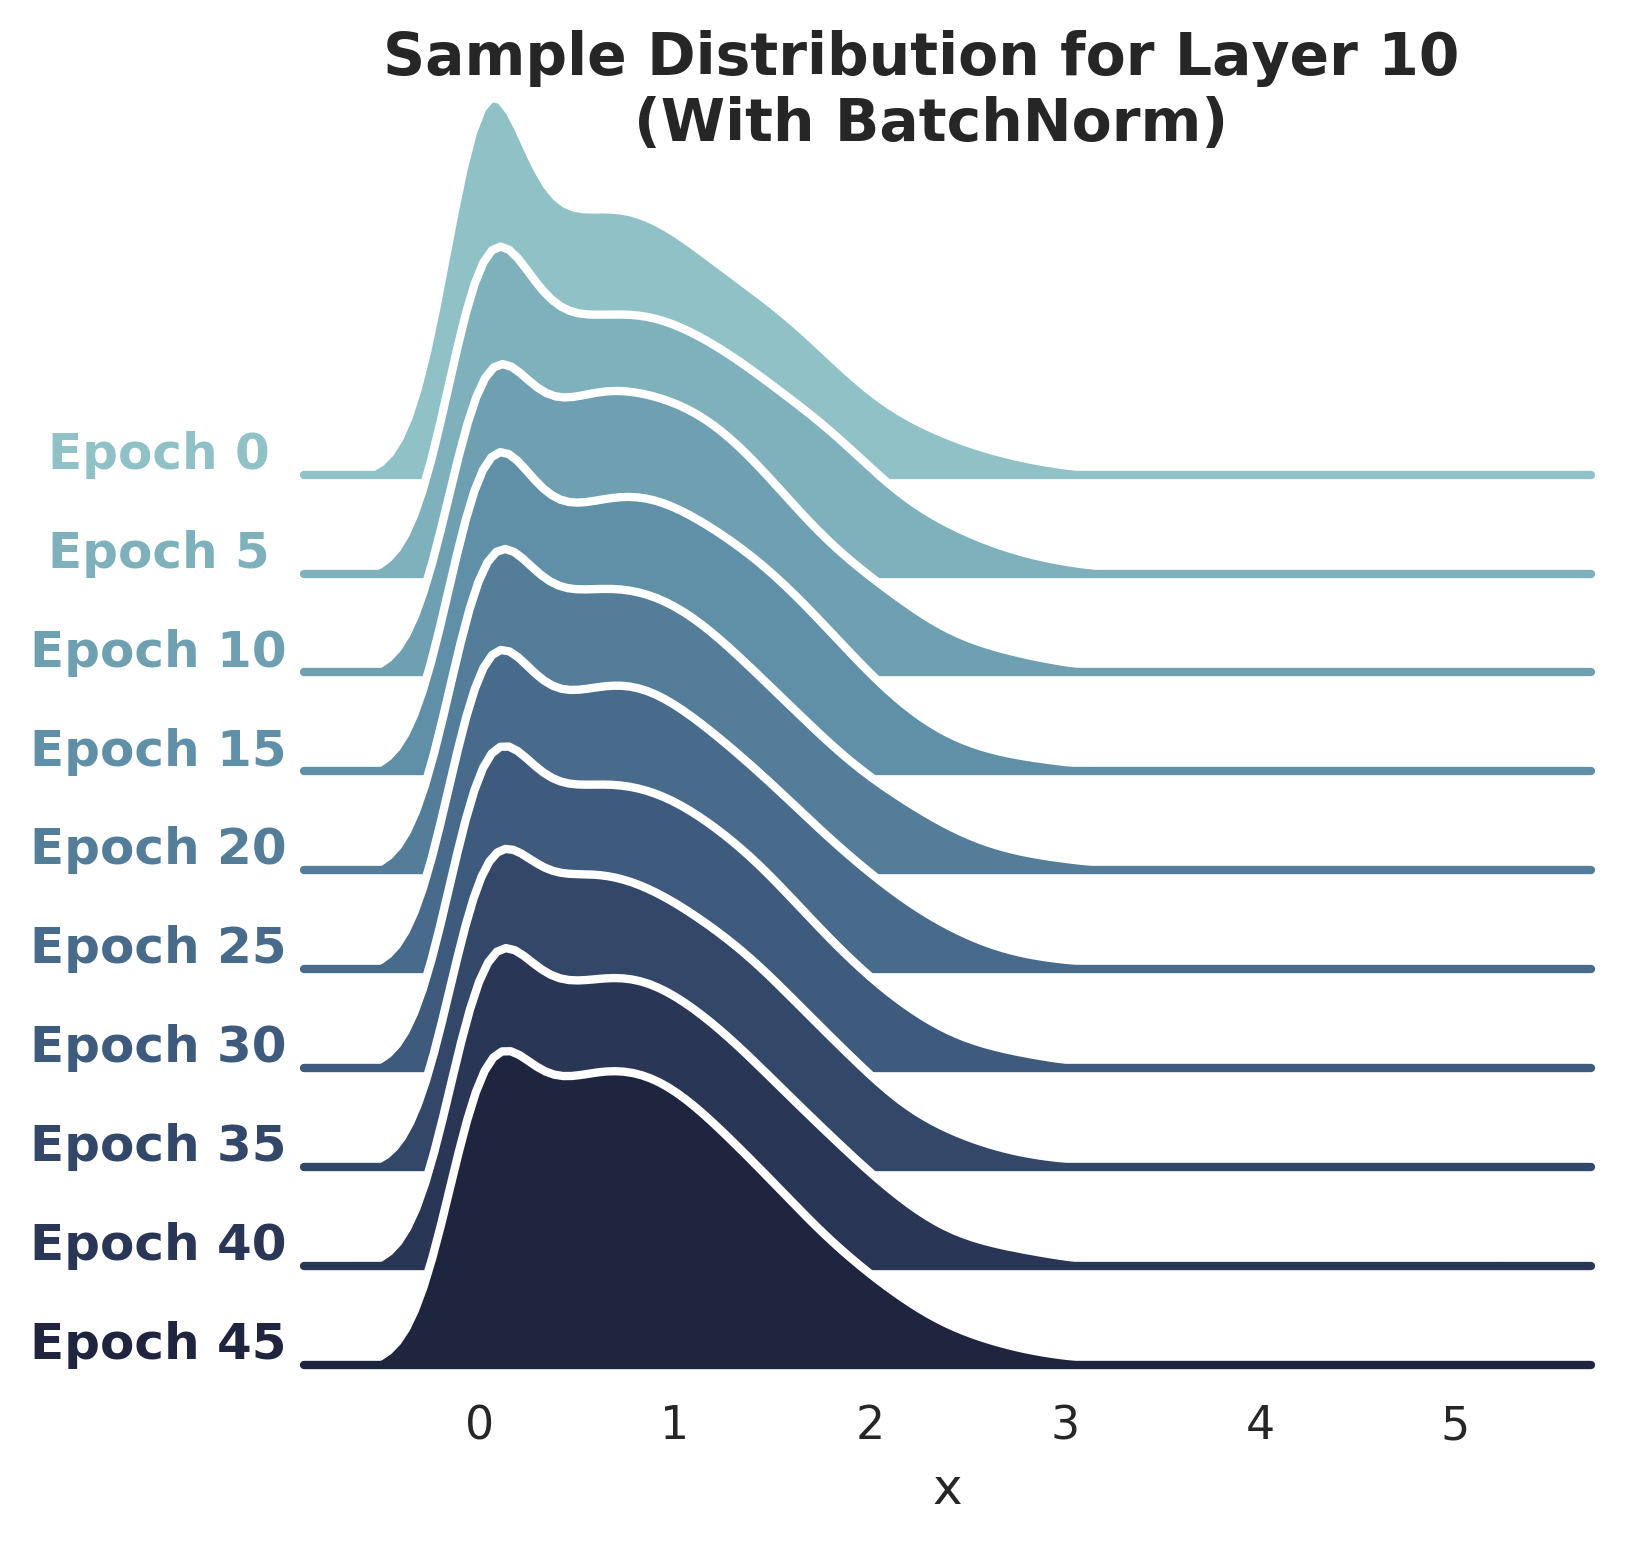 Sample Distribution for Layer 10
(With BatchNorm)
Epoch 0
Epoch 5
Epoch 10
Epoch 15
Epoch 20
Epoch 25
Epoch 30
Epoch 35
Epoch 40
Epoch 45
0 1 2 3 4 5
x